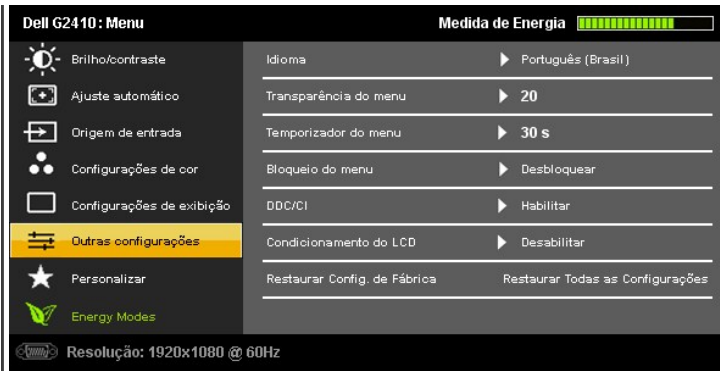 Dell G2410 : Menu
Medida de Energia
Brilho/contraste
Ajuste automático
Origem de entrada
Configurações de cor
Configurações de exibição
Outras configurações
Personalizar
Energy Modes
Idioma
Português (Brasil)
Transparência do menu
20
Temporizador do menu
30 s
Bloqueio do menu
Desbloquear
DDC/CI
Habilitar
Condicionamento do LCD
Desabilitar
Restaurar Config. de Fábrica
Restaurar Todas as Configurações
Resolução: 1920x1080 @ 60Hz